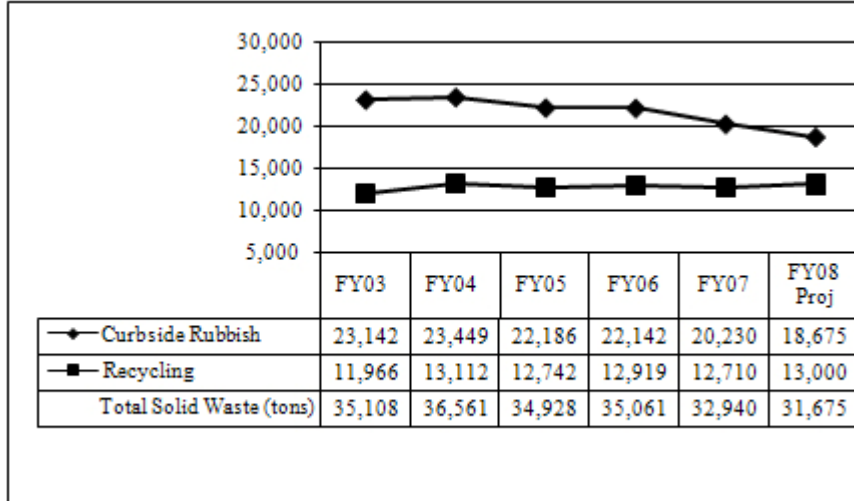 30,000
25,000
20,000
15,000
10,000
5,000
FY03 FY04 FY05 FY06 FY07 FY08 Proj
Curbside Rubbish 23,142 23,449 22,186 22,142 20,230 18,675
Recycling 11,966 13,112 12,742 12,919 12,710 13,000
Total Solid Waste (tons) 35,108 36,561 34,928 35,061 32,940 31,675